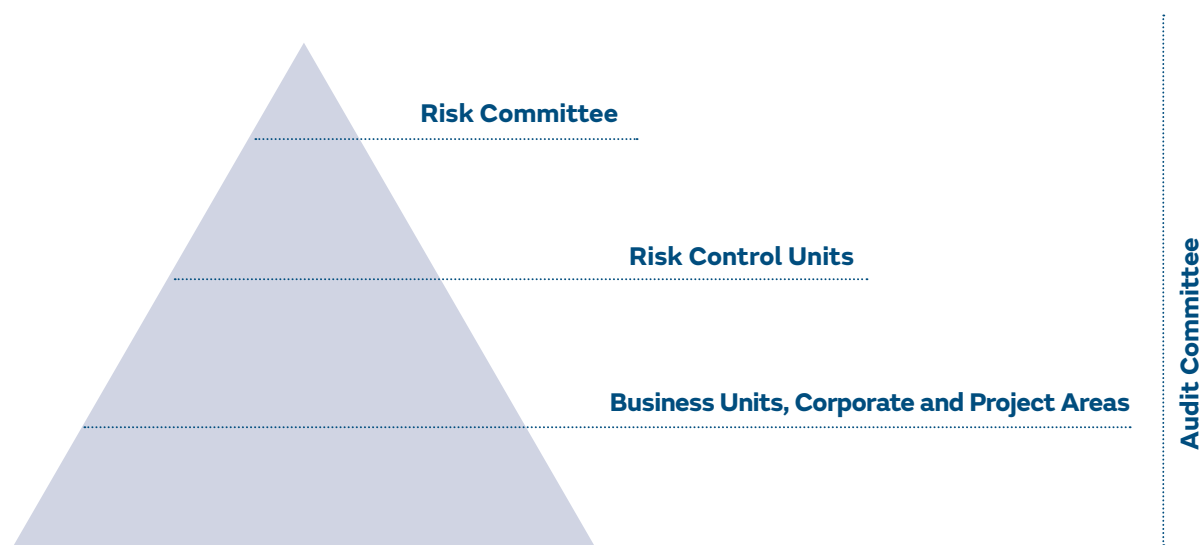 Risk Committee
Risk Control Units
Business Units, Corporate and Project Areas
Audit Committee